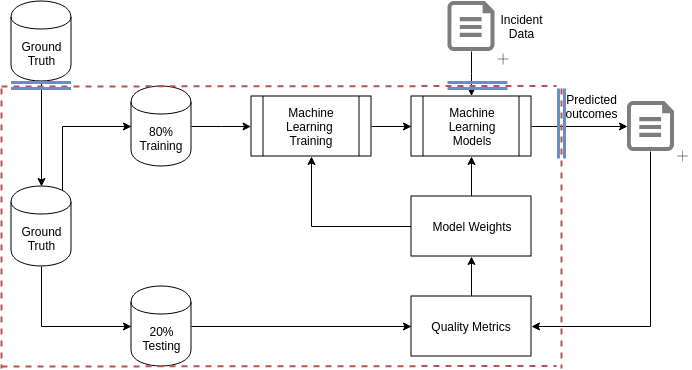 Ground
Truth
Incident
Data
Predicted
outcomes
80%
Training
Machine
Learning
Training
Machine
Learning
Models
Ground
Truth
Model Weights
20%
Testing
Quality Metrics